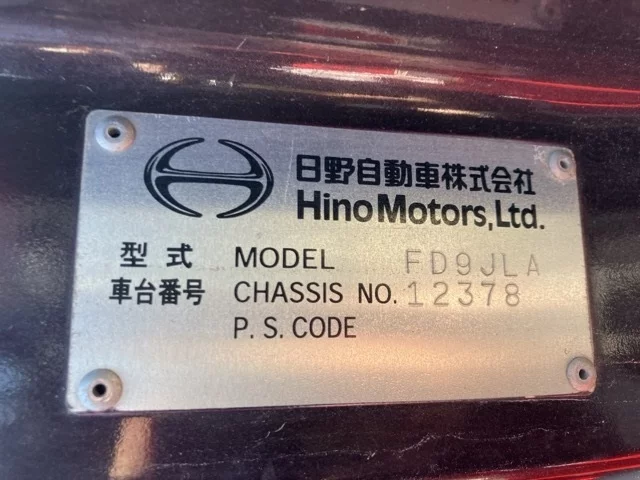 日野自動車株式会社
Hino Motors, Ltd.
型式 MODEL FD9JLA
車台番号 CHASSIS NO. 12378
P. S. CODE